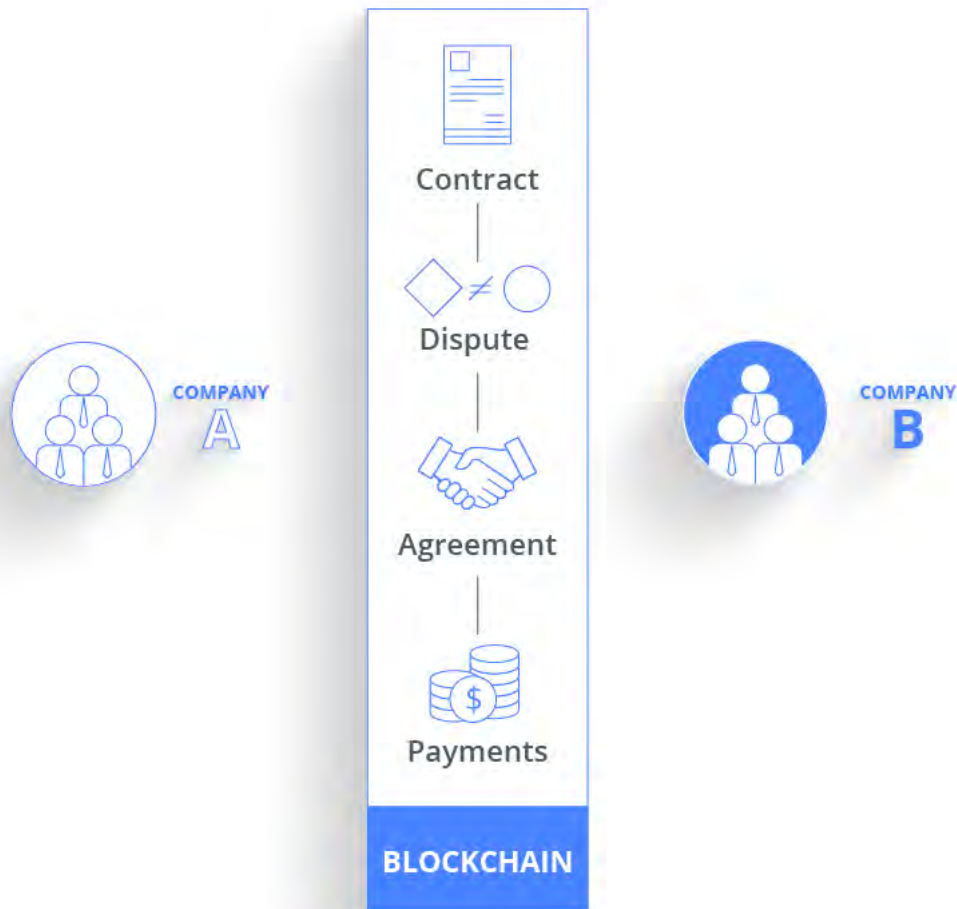 Contract
Dispute
COMPANY
A
COMPANY
B
Agreement
$
Payments
BLOCKCHAIN